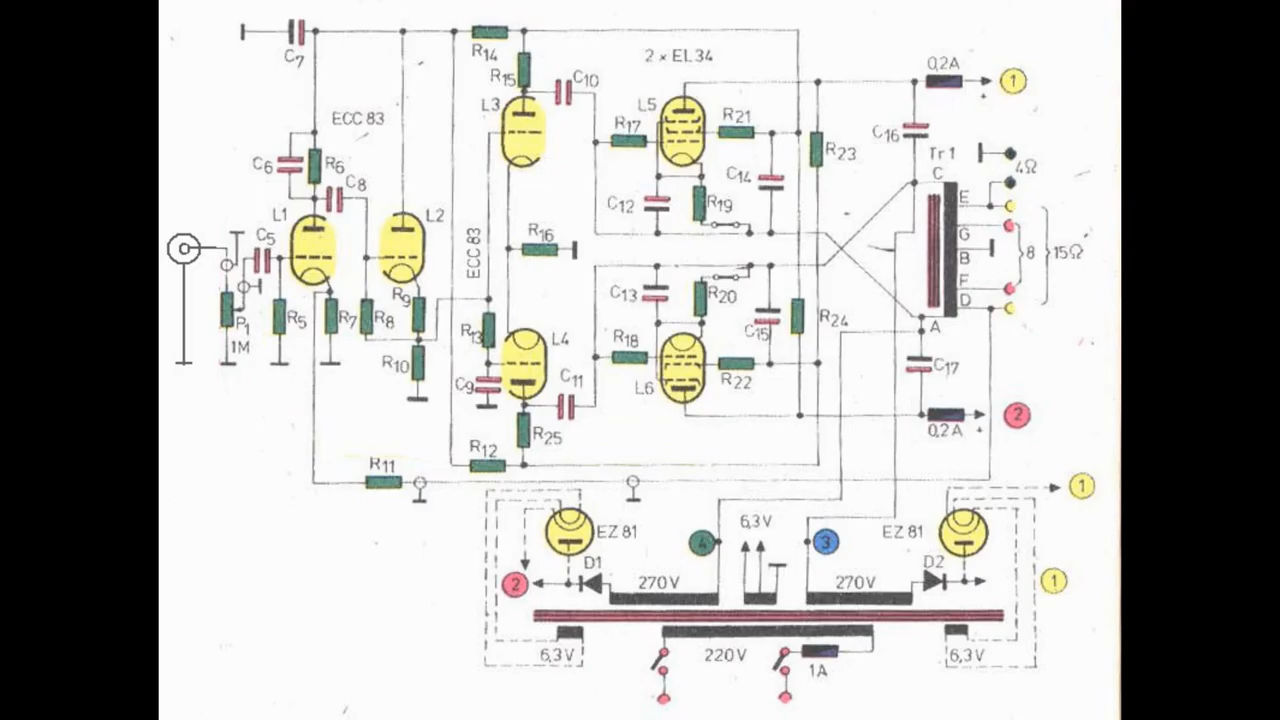 C7
R14
R15
C10
2 x EL34
0,2A
+
1
ECC 83
L3
L5
R21
R17
C16
Tr 1
4Ω
C6
R6
C8
C14
R23
C
L1
L2
C12
R19
E
C5
ECC 83
R16
G
B
8
15Ω
R9
C13
R20
F
D
P1
1M
R5
R7
R8
R13
L4
C15
R24
A
R10
R18
C9
C11
L6
R22
C17
R25
0,2A
+
2
R12
R11
1
EZ 81
4
6,3V
3
EZ 81
2
D1
270V
270V
D2
1
6,3V
220V
1A
6,3V